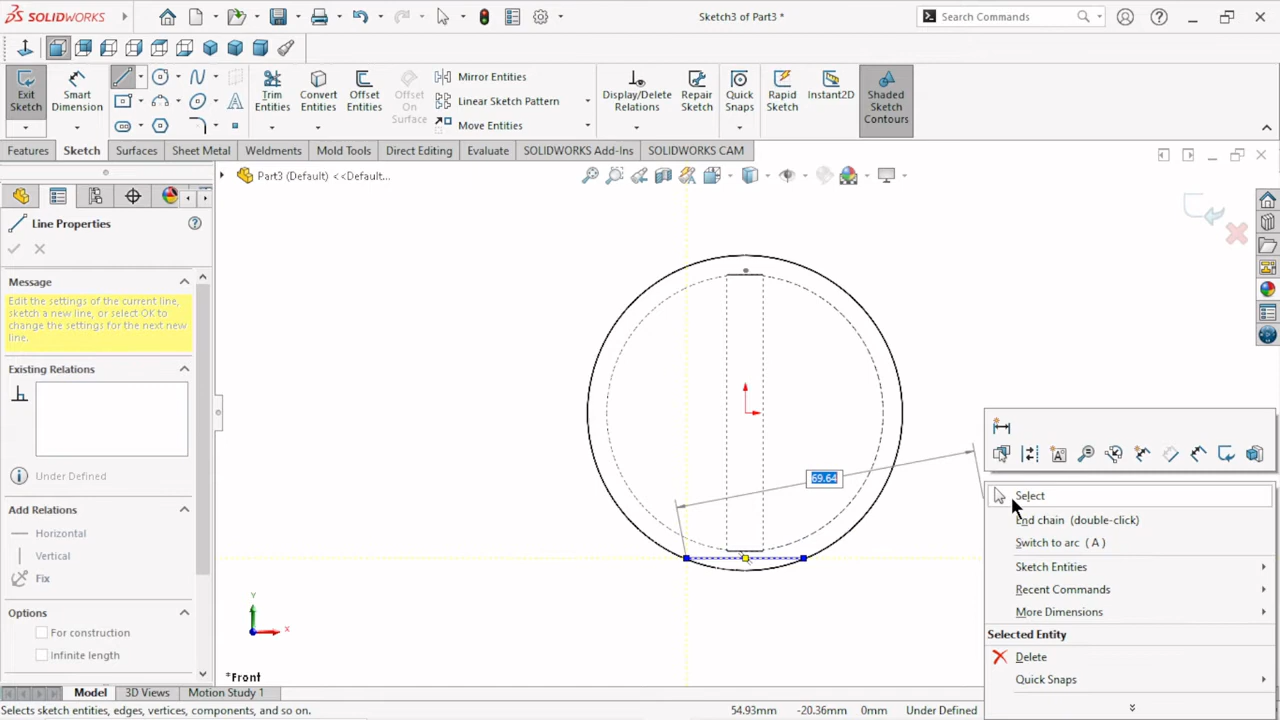 SOLIDWORKS
Sketch3 of Part3 *
Search Commands
Exit
Sketch
Smart
Dimension
Trim
Entities
Convert
Entities
Offset
Entities
Offset
On
Surface
Mirror Entities
Linear Sketch Pattern
Move Entities
Display/Delete
Relations
Repair
Sketch
Quick
Snaps
Rapid
Sketch
Instant2D
Shaded
Sketch
Contours
Features
Sketch
Surfaces
Sheet Metal
Weldments
Mold Tools
Direct Editing
Evaluate
SOLIDWORKS Add-Ins
SOLIDWORKS CAM
Part3 (Default) <<Default...
Line Properties
Message
Edit the settings of the current line,
sketch a new line, or select OK to
change the settings for the next new
line.
Existing Relations
Under Defined
Add Relations
Horizontal
Vertical
Fix
Options
For construction
Infinite length
69.64
Y
X
*Front
Select
End chain (double-click)
Switch to arc ( A )
Sketch Entities
Recent Commands
More Dimensions
Selected Entity
Delete
Quick Snaps
Model
3D Views
Motion Study 1
Selects sketch entities, edges, vertices, components, and so on.
54.93mm
-20.36mm
0mm
Under Defined